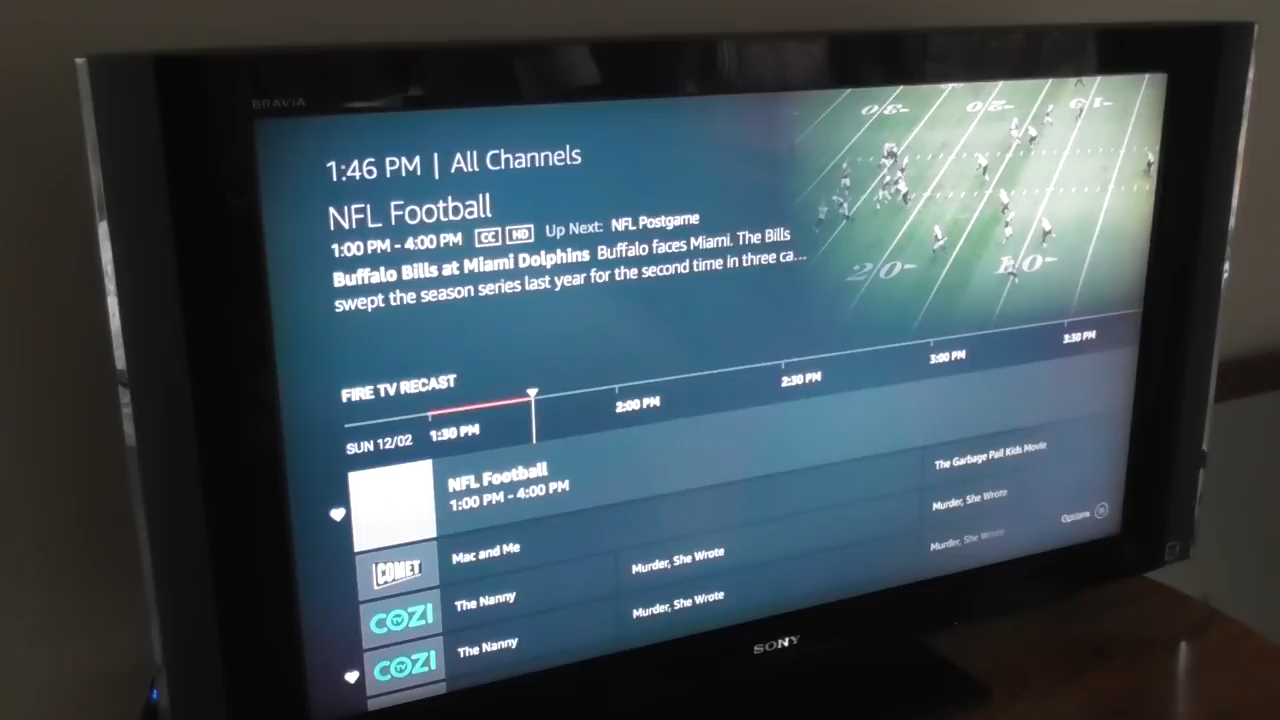 BRAVIA
1:46 PM | All Channels
NFL Football
1:00 PM - 4:00 PM CC HD Up Next: NFL Postgame
Buffalo Bills at Miami Dolphins Buffalo faces Miami. The Bills
swept the season series last year for the second time in three ca...
30 20 10
20 10
FIRE TV RECAST
SUN 12/02 1:30 PM 2:00 PM 2:30 PM 3:00 PM 3:30 PM
NFL Football
1:00 PM - 4:00 PM
COMET Mac and Me The Garbage Pail Kids Movie
COZI TV The Nanny Murder, She Wrote Murder, She Wrote
COZI TV The Nanny Murder, She Wrote Murder, She Wrote
Options
SONY